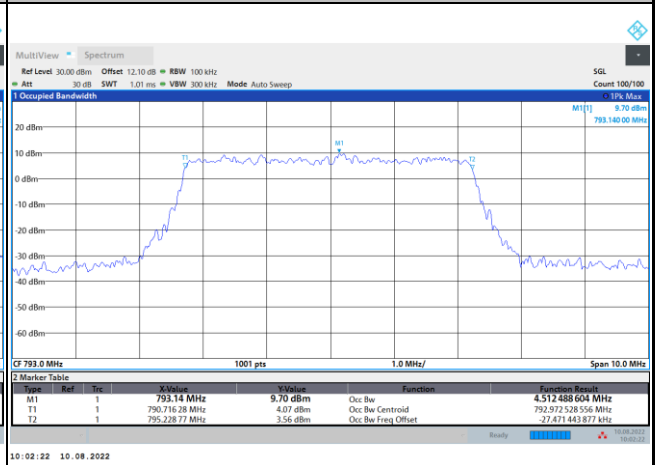 MultiView Spectrum
Ref Level 30.00 dBm Offset 12.10 dB RBW 100 kHz SGL
Att 30 dB SWT 1.01 ms VBW 300 kHz Mode Auto Sweep Count 100/100
1 Occupied Bandwidth 1Pk Max
M1[1] 9.70 dBm
793.140 00 MHz
20 dBm
M1
10 dBm
T1 T2
0 dBm
-10 dBm
-20 dBm
-30 dBm
-40 dBm
-50 dBm
-60 dBm
CF 793.0 MHz 1001 pts 1.0 MHz/ Span 10.0 MHz
2 Marker Table
Type Ref Trc X-Value Y-Value Function Function Result
M1 1 793.14 MHz 9.70 dBm Occ Bw 4.512 488 604 MHz
T1 1 790.716 28 MHz 4.07 dBm Occ Bw Centroid 792.972 528 556 MHz
T2 1 795.228 77 MHz 3.56 dBm Occ Bw Freq Offset -27.471 443 877 kHz
Ready 10.08.2022
10:02:22
10:02:22 10.08.2022